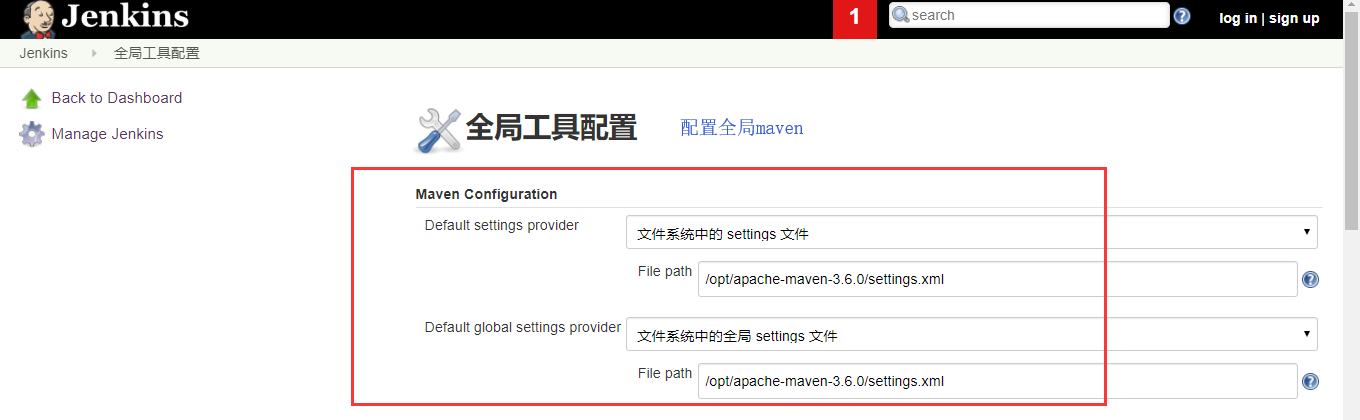 Jenkins
1
search
log in | sign up
Jenkins
全局工具配置
Back to Dashboard
Manage Jenkins
全局工具配置
配置全局maven
Maven Configuration
Default settings provider
文件系统中的 settings 文件
File path
/opt/apache-maven-3.6.0/settings.xml
Default global settings provider
文件系统中的全局 settings 文件
File path
/opt/apache-maven-3.6.0/settings.xml